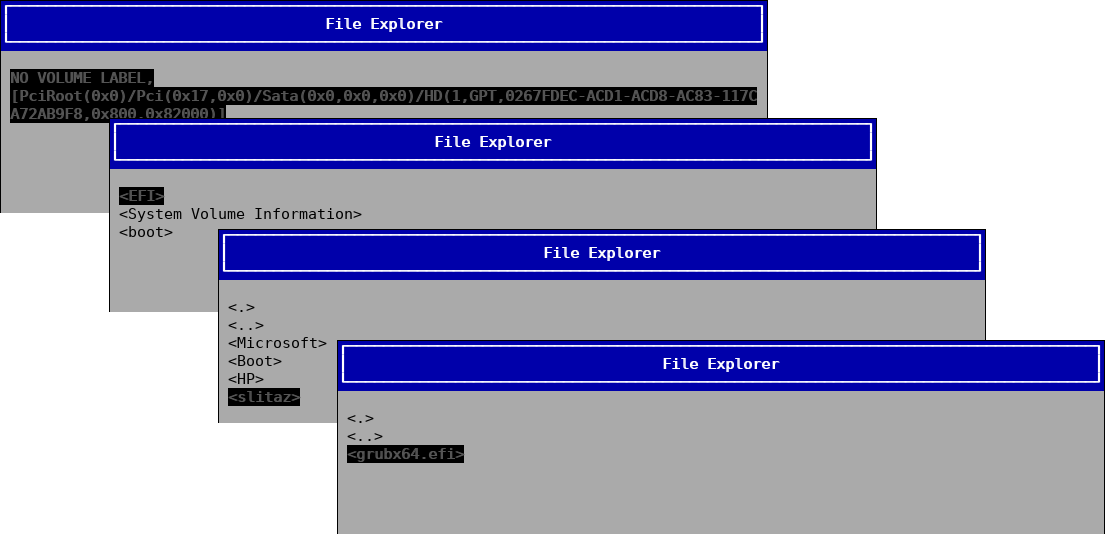 File Explorer
NO VOLUME LABEL,
[PciRoot(0x0)/Pci(0x17,0x0)/Sata(0x0,0x0,0x0)/HD(1,GPT,0267FDEC-ACD1-ACD8-AC83-117C
A72AB9F8,0x800,0x82000)]
File Explorer
<EFI>
<System Volume Information>
<boot>
File Explorer
<.>
<..>
<Microsoft>
<Boot>
<HP>
<slitaz>
File Explorer
<.>
<..>
<grubx64.efi>